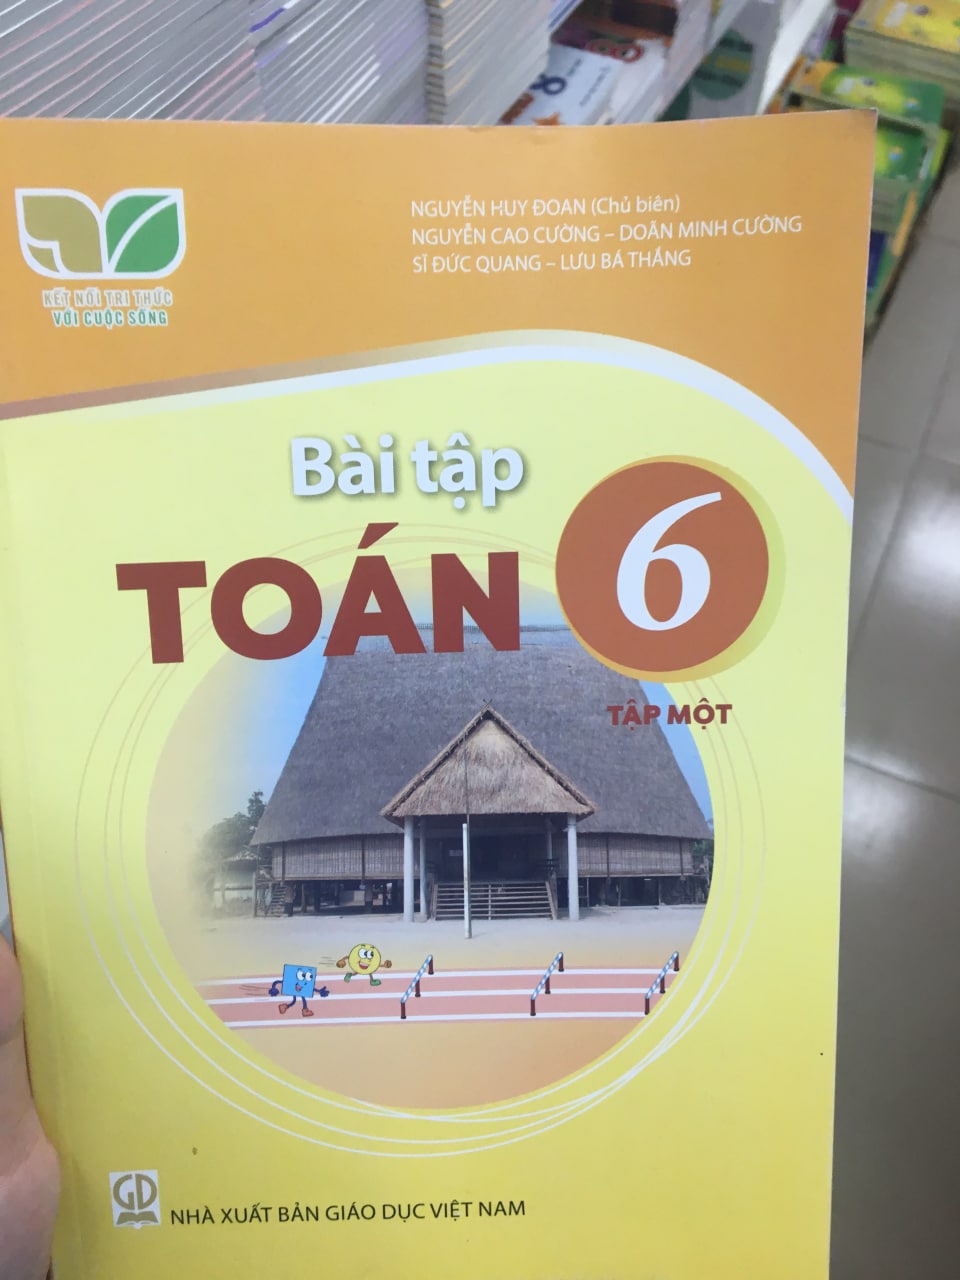 NGUYỄN HUY ĐOAN (Chủ biên)
NGUYỄN CAO CƯỜNG – DOÃN MINH CƯỜNG
SĨ ĐỨC QUANG – LƯU BÁ THẮNG
KẾT NỐI TRI THỨC
VỚI CUỘC SỐNG
Bài tập
TOÁN 6
TẬP MỘT
GD
NHÀ XUẤT BẢN GIÁO DỤC VIỆT NAM